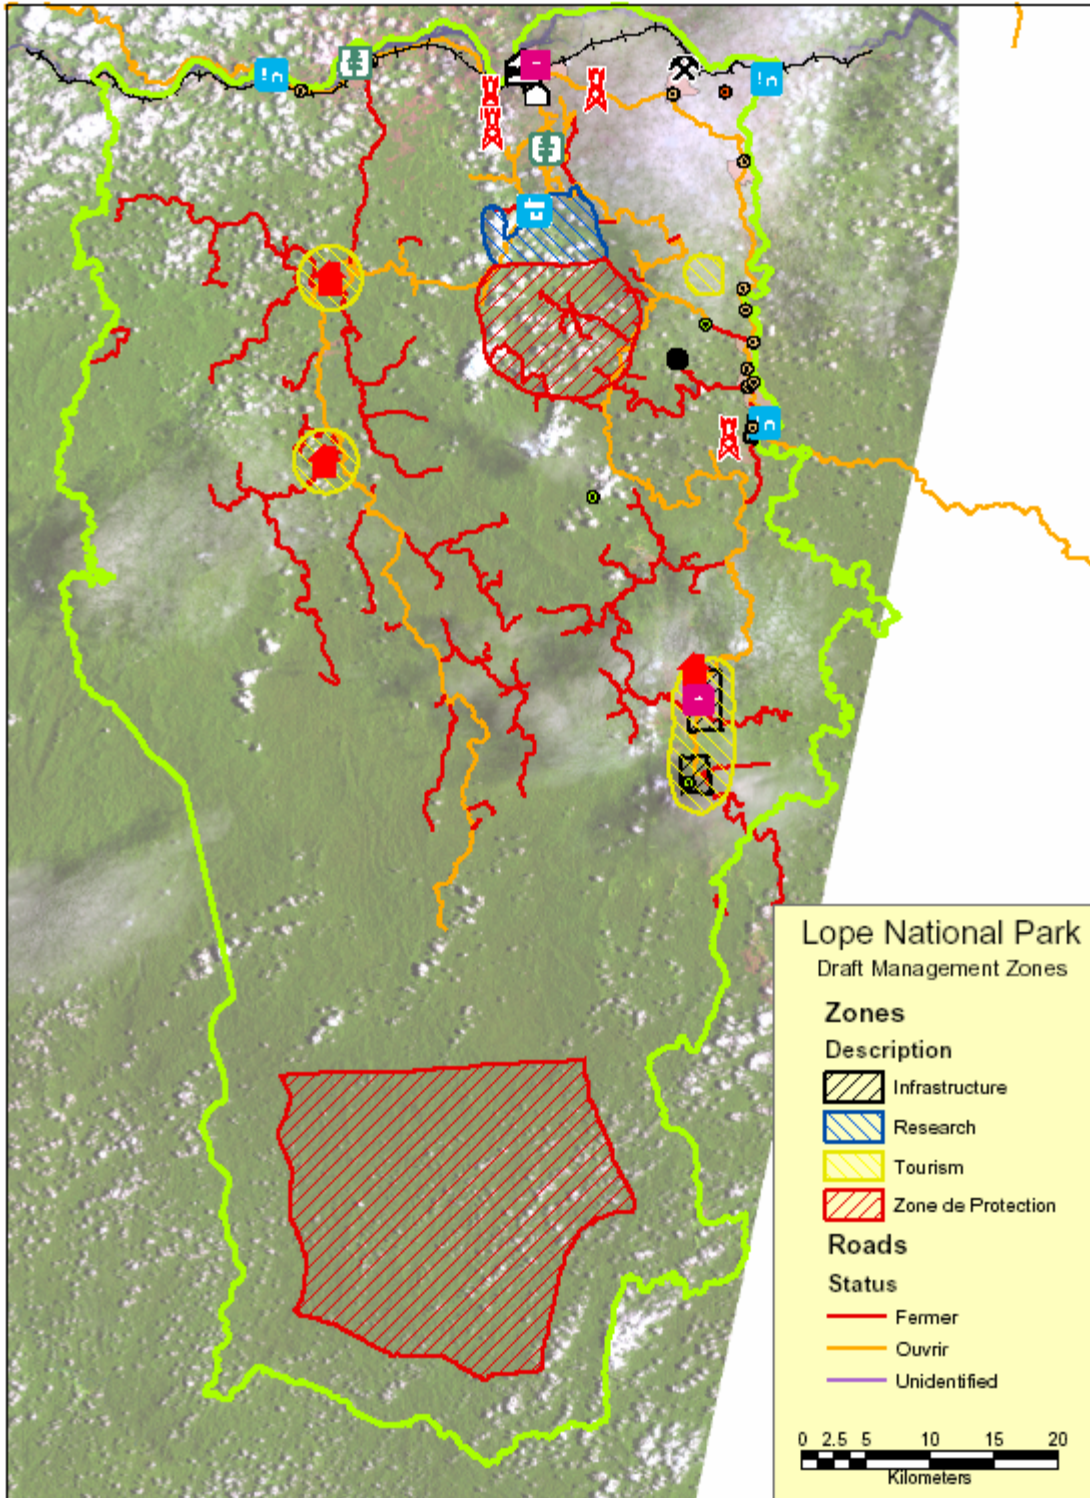 Lope National Park
Draft Management Zones
Zones
Description
Infrastructure
Research
Tourism
Zone de Protection
Roads
Status
Fermer
Ouvrir
Unidentified
0 2.5 5 10 15 20
Kilometers